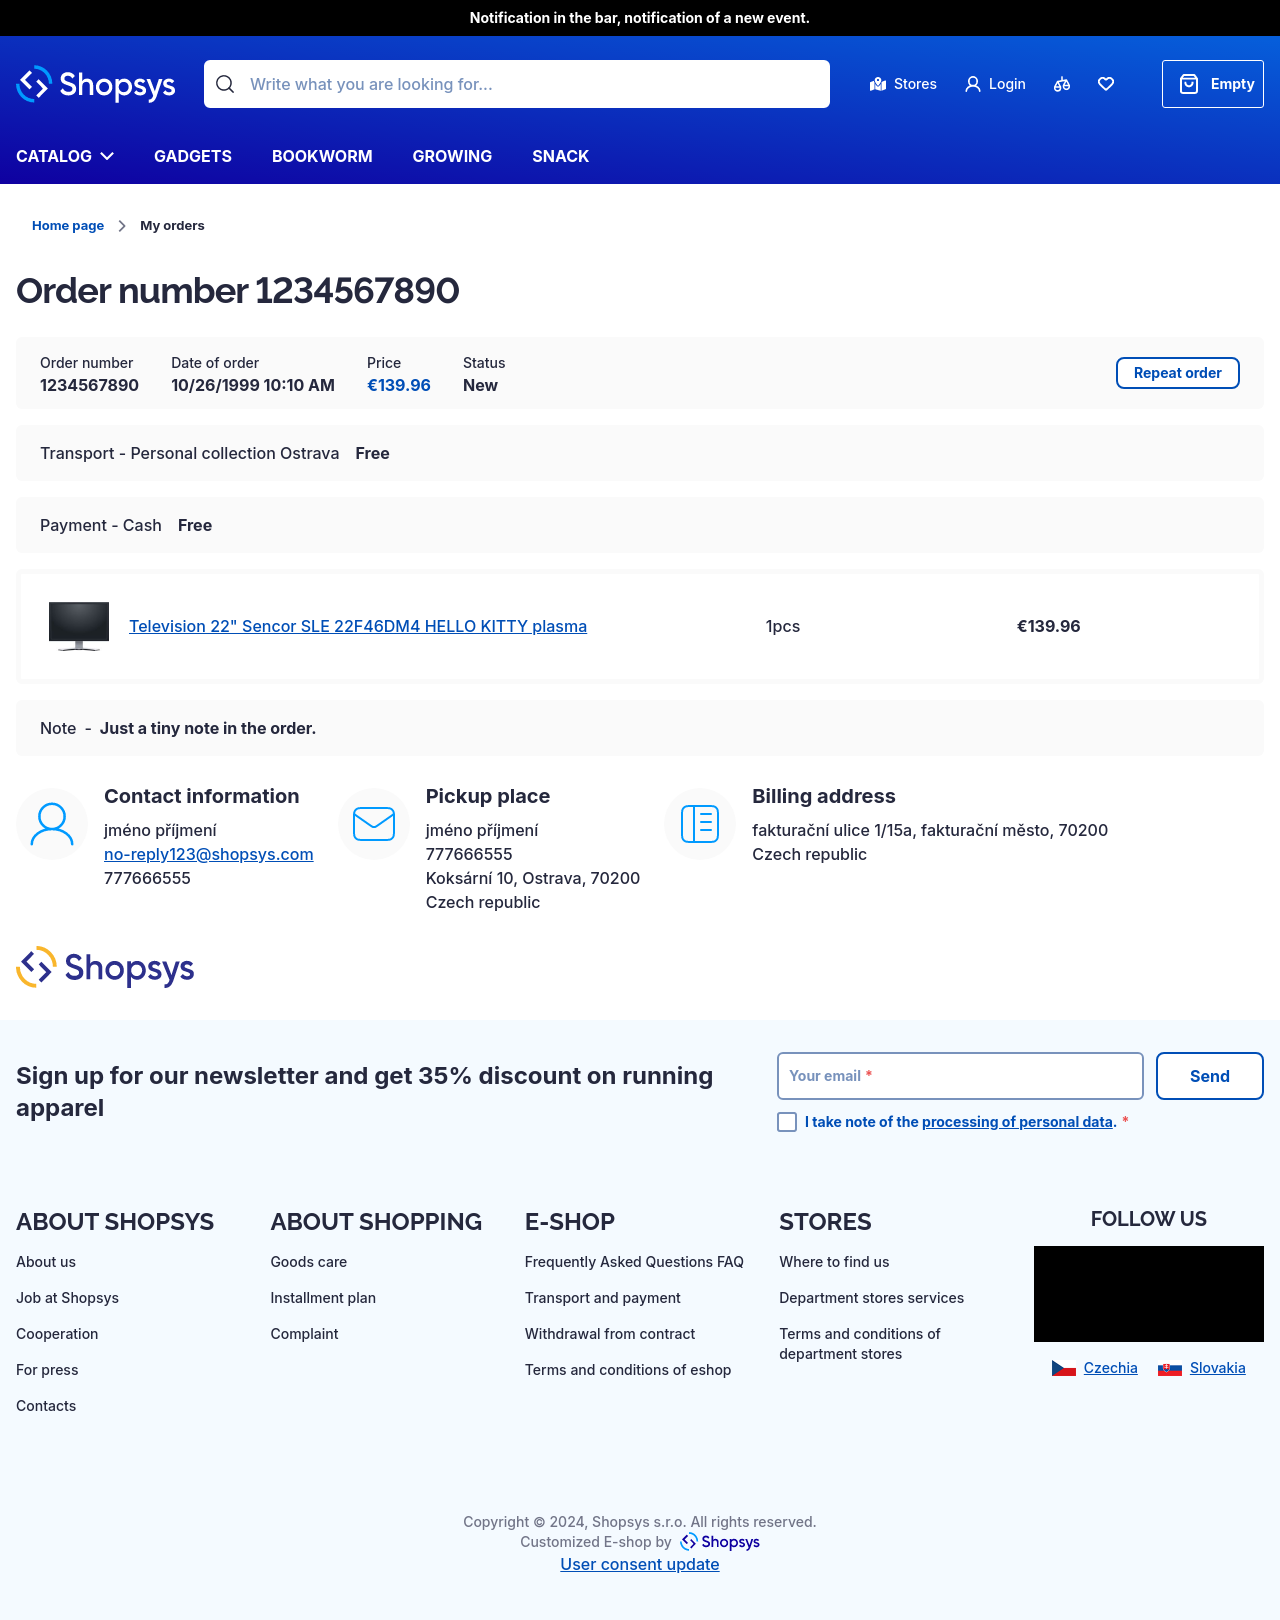 Notification in the bar, notification of a new event.
Shopsys
Write what you are looking for...
Stores
Login
Empty
CATALOG
GADGETS
BOOKWORM
GROWING
SNACK
Home page
My orders
Order number 1234567890
Order number
1234567890
Date of order
10/26/1999 10:10 AM
Price
€139.96
Status
New
Repeat order
Transport - Personal collection Ostrava Free
Payment - Cash Free
Television 22" Sencor SLE 22F46DM4 HELLO KITTY plasma
1pcs
€139.96
Note - Just a tiny note in the order.
Contact information
jméno příjmení
no-reply123@shopsys.com
777666555
Pickup place
jméno příjmení
777666555
Koksární 10, Ostrava, 70200
Czech republic
Billing address
fakturační ulice 1/15a, fakturační město, 70200
Czech republic
Shopsys
Sign up for our newsletter and get 35% discount on running
apparel
Your email *
Send
I take note of the processing of personal data. *
ABOUT SHOPSYS
About us
Job at Shopsys
Cooperation
For press
Contacts
ABOUT SHOPPING
Goods care
Installment plan
Complaint
E-SHOP
Frequently Asked Questions FAQ
Transport and payment
Withdrawal from contract
Terms and conditions of eshop
STORES
Where to find us
Department stores services
Terms and conditions of
department stores
FOLLOW US
Czechia
Slovakia
Copyright © 2024, Shopsys s.r.o. All rights reserved.
Customized E-shop by Shopsys
User consent update